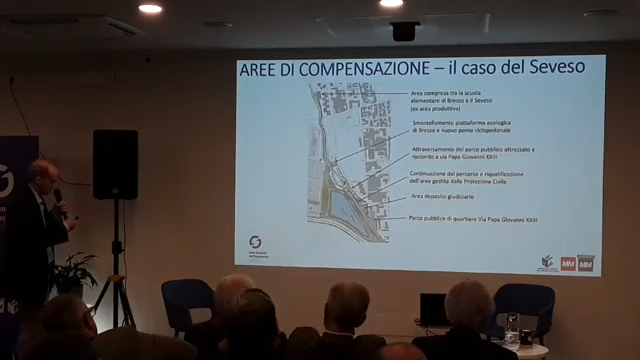 AREE DI COMPENSAZIONE – il caso del Seveso
Area compresa tra la scuola
elementare di Bresso e il Seveso
(ex area produttiva)
Smantellamento piattaforma ecologica
di Bresso e nuovo ponte ciclopedonale
Attraversamento del parco pubblico attrezzato e
raccordo a via Papa Giovanni XXIII
Continuazione del percorso e riqualificazione
dell'area gestita dalla Protezione Civile
Area deposito giudiziario
Parco pubblico di quartiere Via Papa Giovanni XXIII
MM
MM